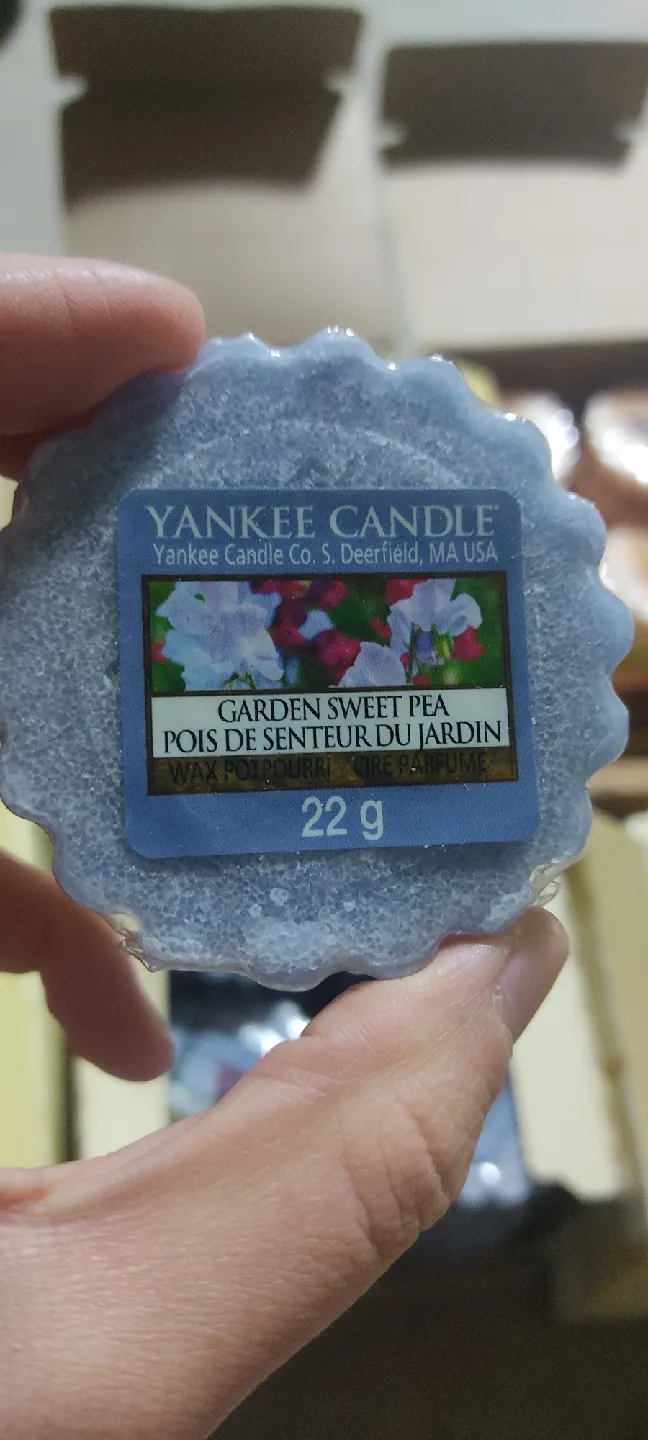 YANKEE CANDLE®
Yankee Candle Co. S. Deerfield, MA USA
GARDEN SWEET PEA
POIS DE SENTEUR DU JARDIN
WAX POTPOURRI CIRE PARFUMÉE
22 g